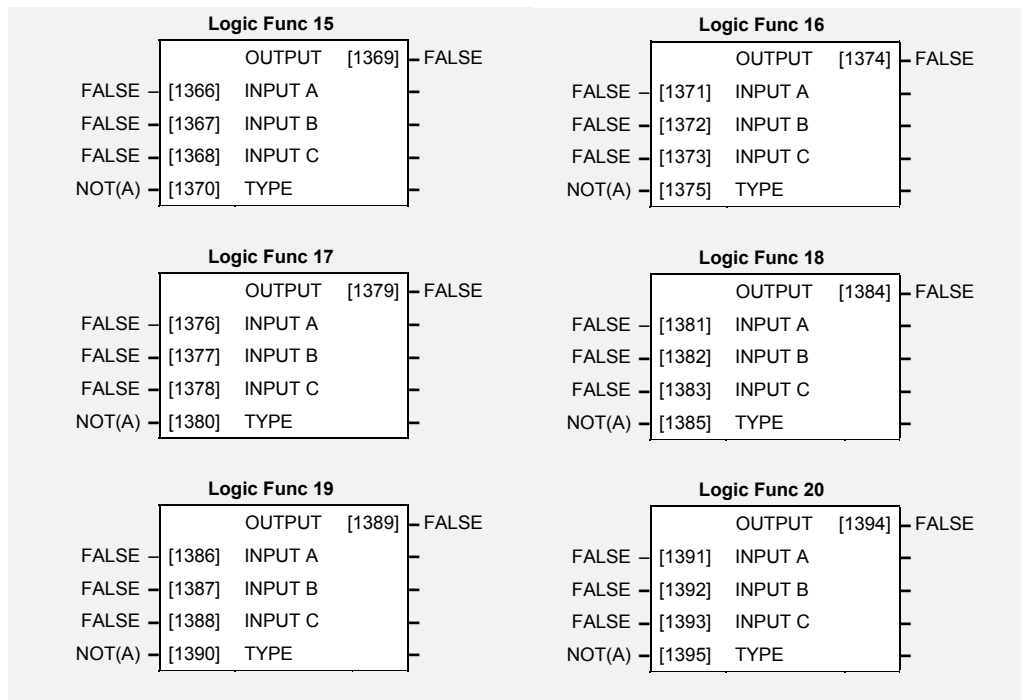 Logic Func 15
OUTPUT [1369] – FALSE
FALSE – [1366] INPUT A –
FALSE – [1367] INPUT B –
FALSE – [1368] INPUT C –
NOT(A) – [1370] TYPE –
Logic Func 16
OUTPUT [1374] – FALSE
FALSE – [1371] INPUT A –
FALSE – [1372] INPUT B –
FALSE – [1373] INPUT C –
NOT(A) – [1375] TYPE –
Logic Func 17
OUTPUT [1379] – FALSE
FALSE – [1376] INPUT A –
FALSE – [1377] INPUT B –
FALSE – [1378] INPUT C –
NOT(A) – [1380] TYPE –
Logic Func 18
OUTPUT [1384] – FALSE
FALSE – [1381] INPUT A –
FALSE – [1382] INPUT B –
FALSE – [1383] INPUT C –
NOT(A) – [1385] TYPE –
Logic Func 19
OUTPUT [1389] – FALSE
FALSE – [1386] INPUT A –
FALSE – [1387] INPUT B –
FALSE – [1388] INPUT C –
NOT(A) – [1390] TYPE –
Logic Func 20
OUTPUT [1394] – FALSE
FALSE – [1391] INPUT A –
FALSE – [1392] INPUT B –
FALSE – [1393] INPUT C –
NOT(A) – [1395] TYPE –